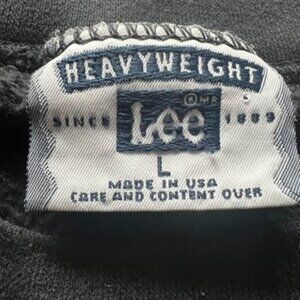 HEAVYWEIGHT
SINCE Lee 1889
L
MADE IN USA
CARE AND CONTENT OVER